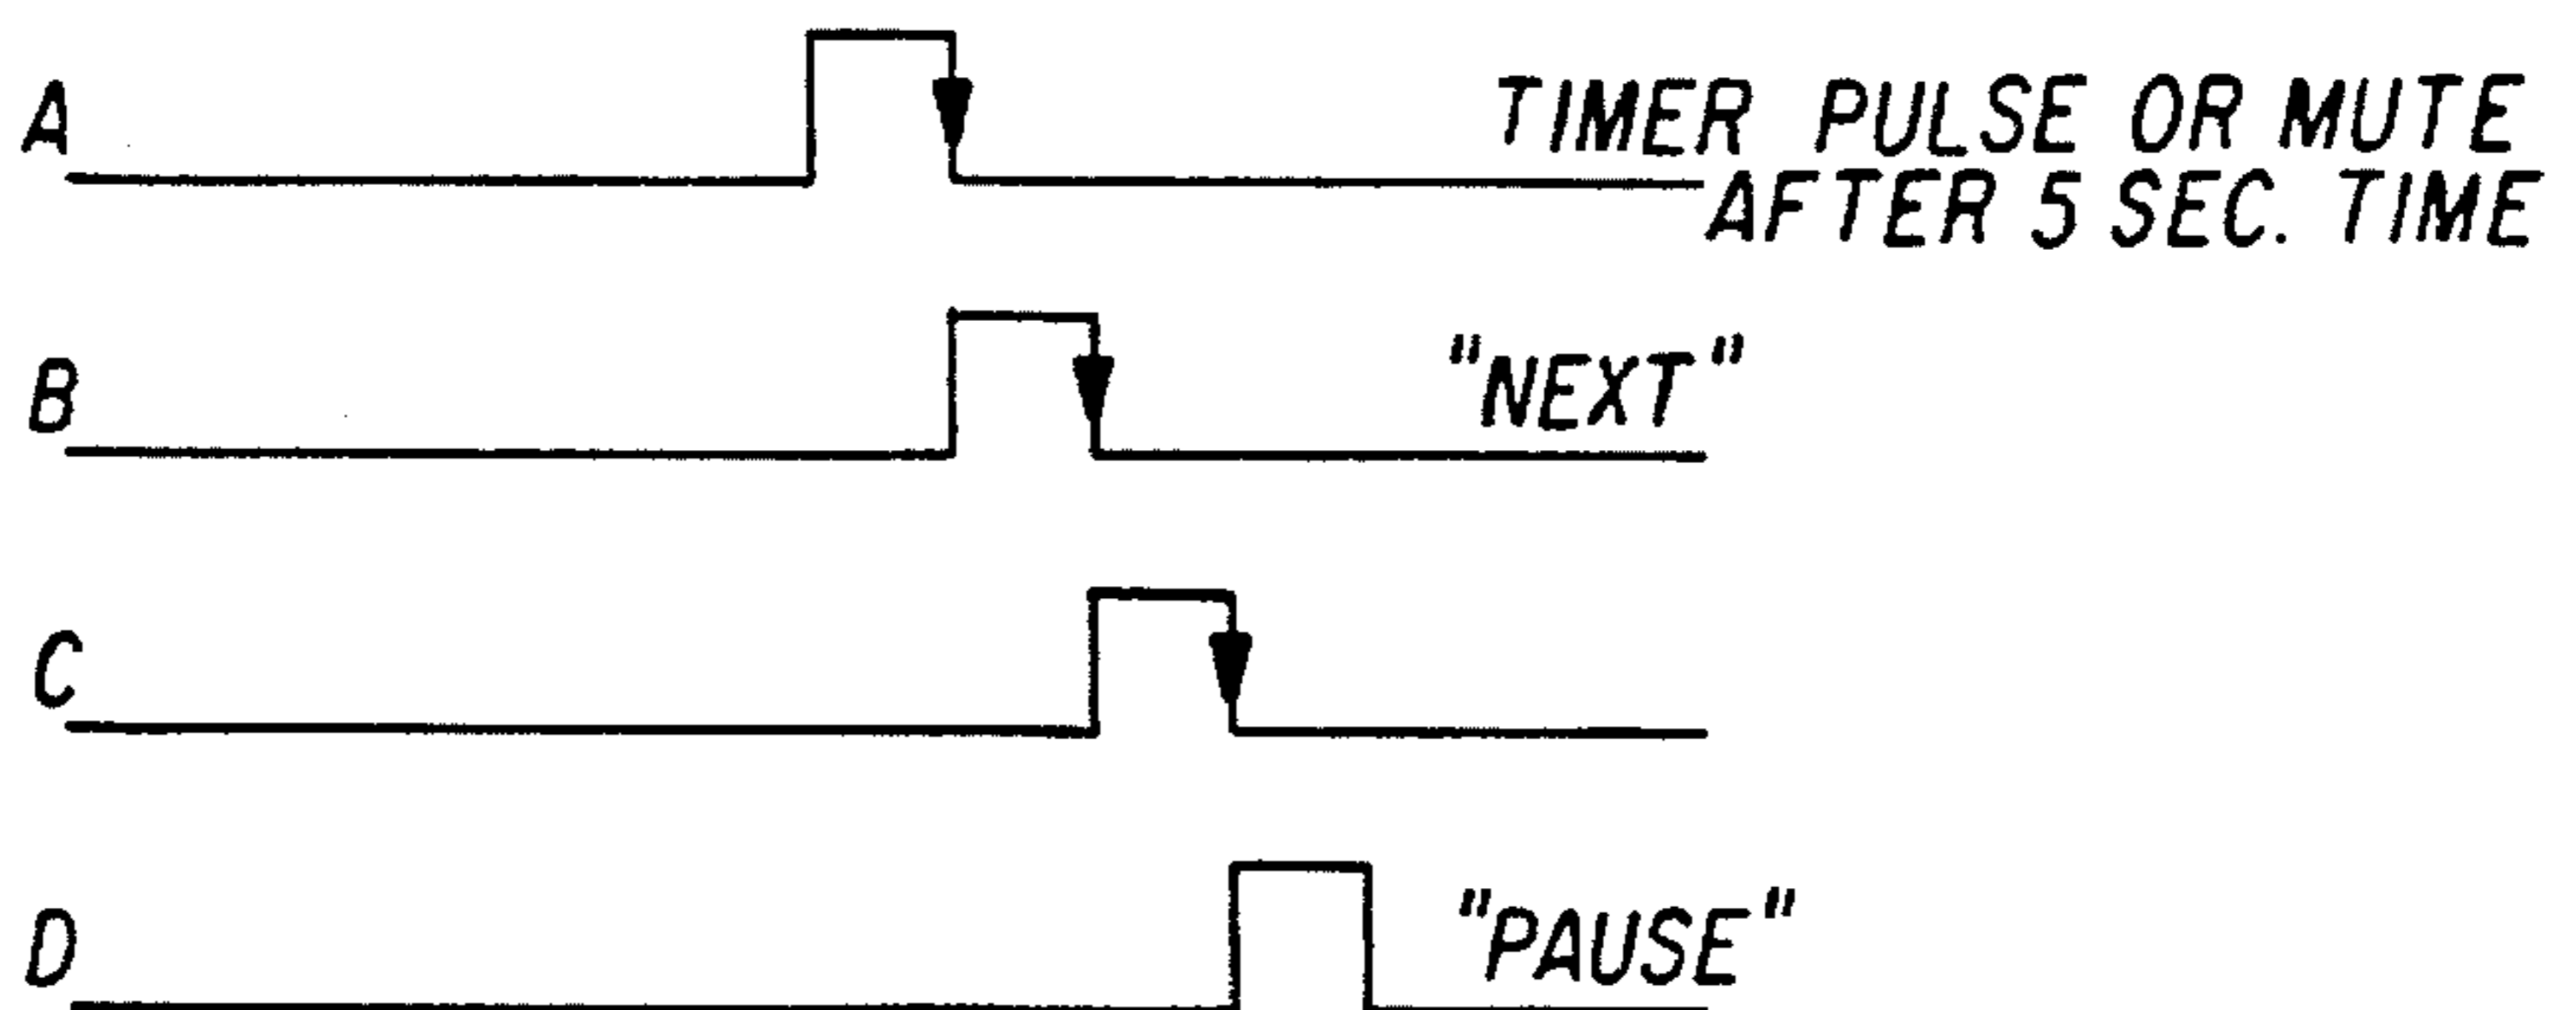 A
TIMER PULSE OR MUTE
AFTER 5 SEC. TIME
B
"NEXT"
C
D
"PAUSE"